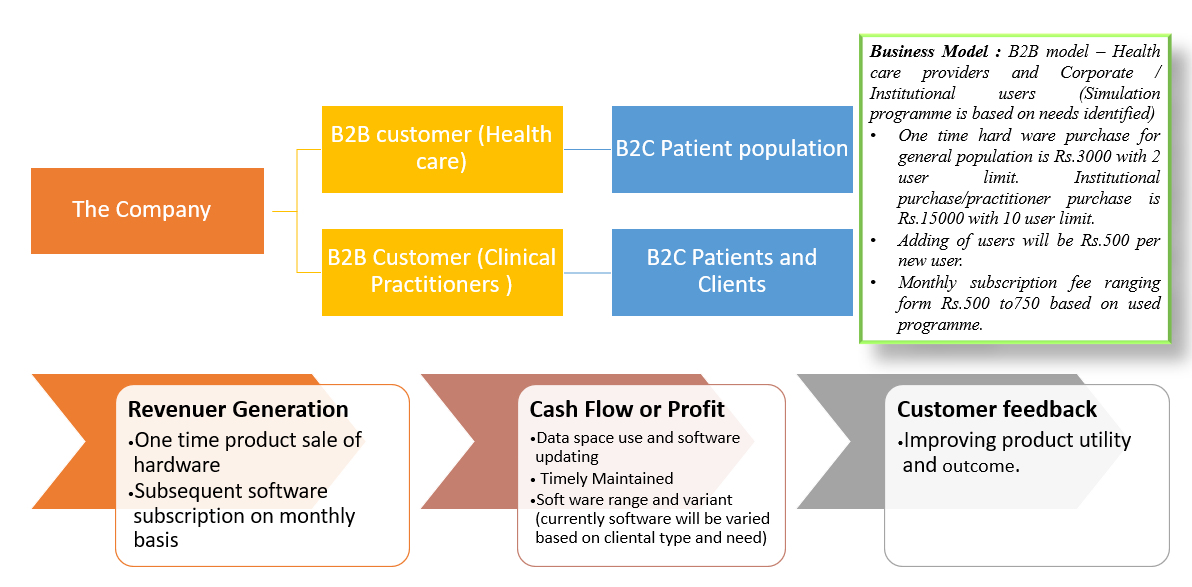 The Company
B2B customer (Health
care)
B2C Patient population
B2B Customer (Clinical
Practitioners )
B2C Patients and
Clients
Business Model : B2B model – Health
care providers and Corporate /
Institutional users (Simulation
programme is based on needs identified)
• One time hard ware purchase for
general population is Rs.3000 with 2
user limit. Institutional
purchase/practitioner purchase is
Rs.15000 with 10 user limit.
• Adding of users will be Rs.500 per
new user.
• Monthly subscription fee ranging
form Rs.500 to750 based on used
programme.
Revenuer Generation
•One time product sale of
hardware
•Subsequent software
subscription on monthly
basis
Cash Flow or Profit
•Data space use and software
updating
• Timely Maintained
•Soft ware range and variant
(currently software will be varied
based on cliental type and need)
Customer feedback
•Improving product utility
and outcome.